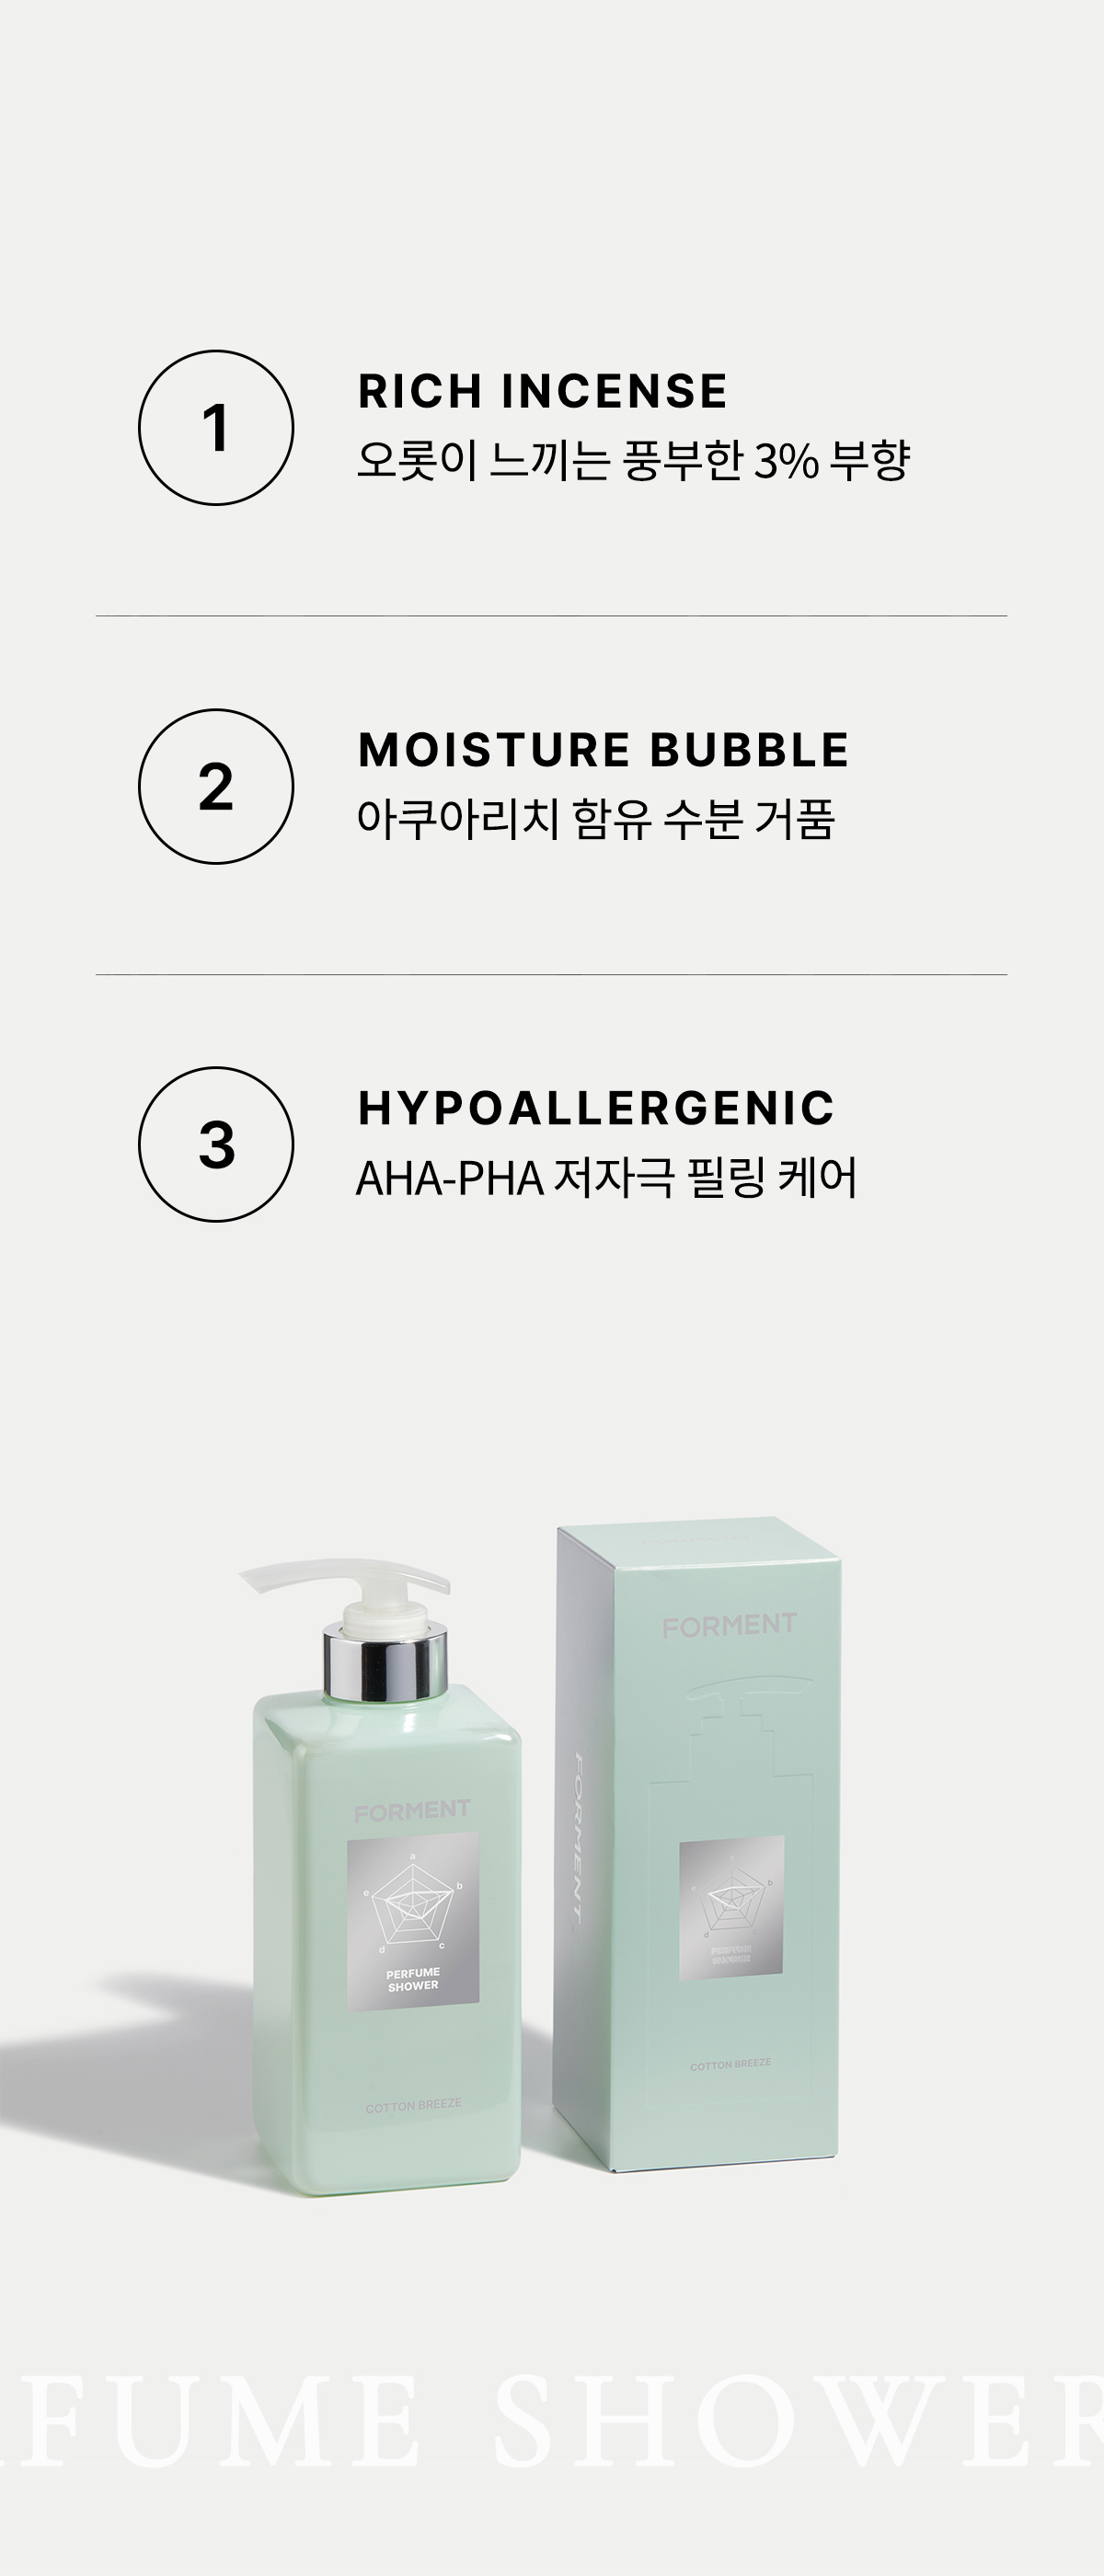 1
RICH INCENSE
오롯이 느끼는 풍부한 3% 부향
2
MOISTURE BUBBLE
아쿠아리치 함유 수분 거품
3
HYPOALLERGENIC
AHA-PHA 저자극 필링 케어
FORMENT
a
e
b
d
c
PERFUME
SHOWER
COTTON BREEZE
FORMENT
FORMENT
b
d
PERFUME
SHOWER
COTTON BREEZE
FUME SHOWER